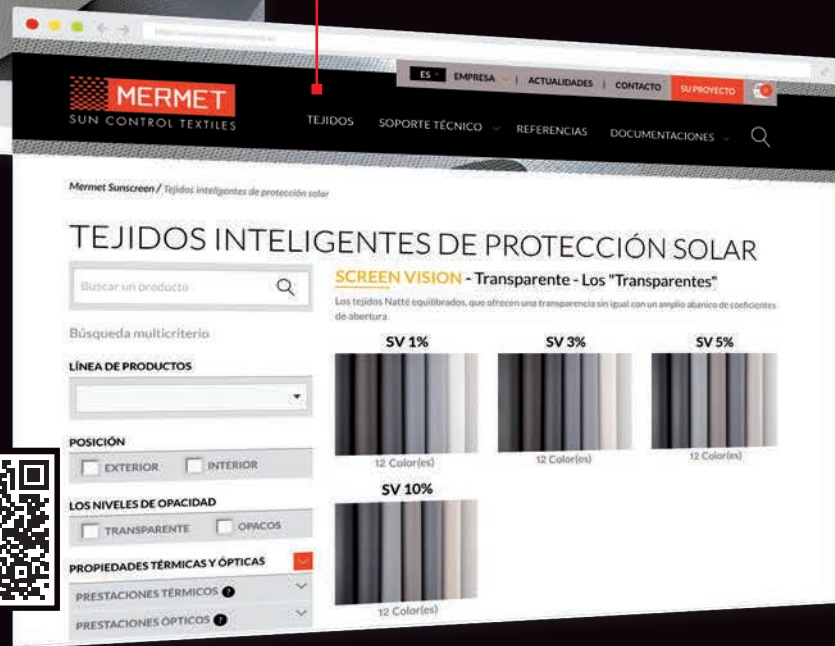 ES EMPRESA | ACTUALIDADES | CONTACTO SU PROYECTO 0
MERMET
SUN CONTROL TEXTILES
TEJIDOS SOPORTE TÉCNICO REFERENCIAS DOCUMENTACIONES
Mermet Sunscreen / Tejidos inteligentes de protección solar
TEJIDOS INTELIGENTES DE PROTECCIÓN SOLAR
Buscar un producto
Búsqueda multicriterio
LÍNEA DE PRODUCTOS
POSICIÓN
EXTERIOR INTERIOR
LOS NIVELES DE OPACIDAD
TRANSPARENTE OPACOS
PROPIEDADES TÉRMICAS Y ÓPTICAS
PRESTACIONES TÉRMICOS ?
PRESTACIONES ÓPTICOS ?
SCREEN VISION - Transparente - Los "Transparentes"
Los tejidos Natté equilibrados, que ofrecen una transparencia sin igual con un amplio abanico de coeficientes
de abertura
SV 1% SV 3% SV 5%
12 Color(es) 12 Color(es) 12 Color(es)
SV 10%
12 Color(es)